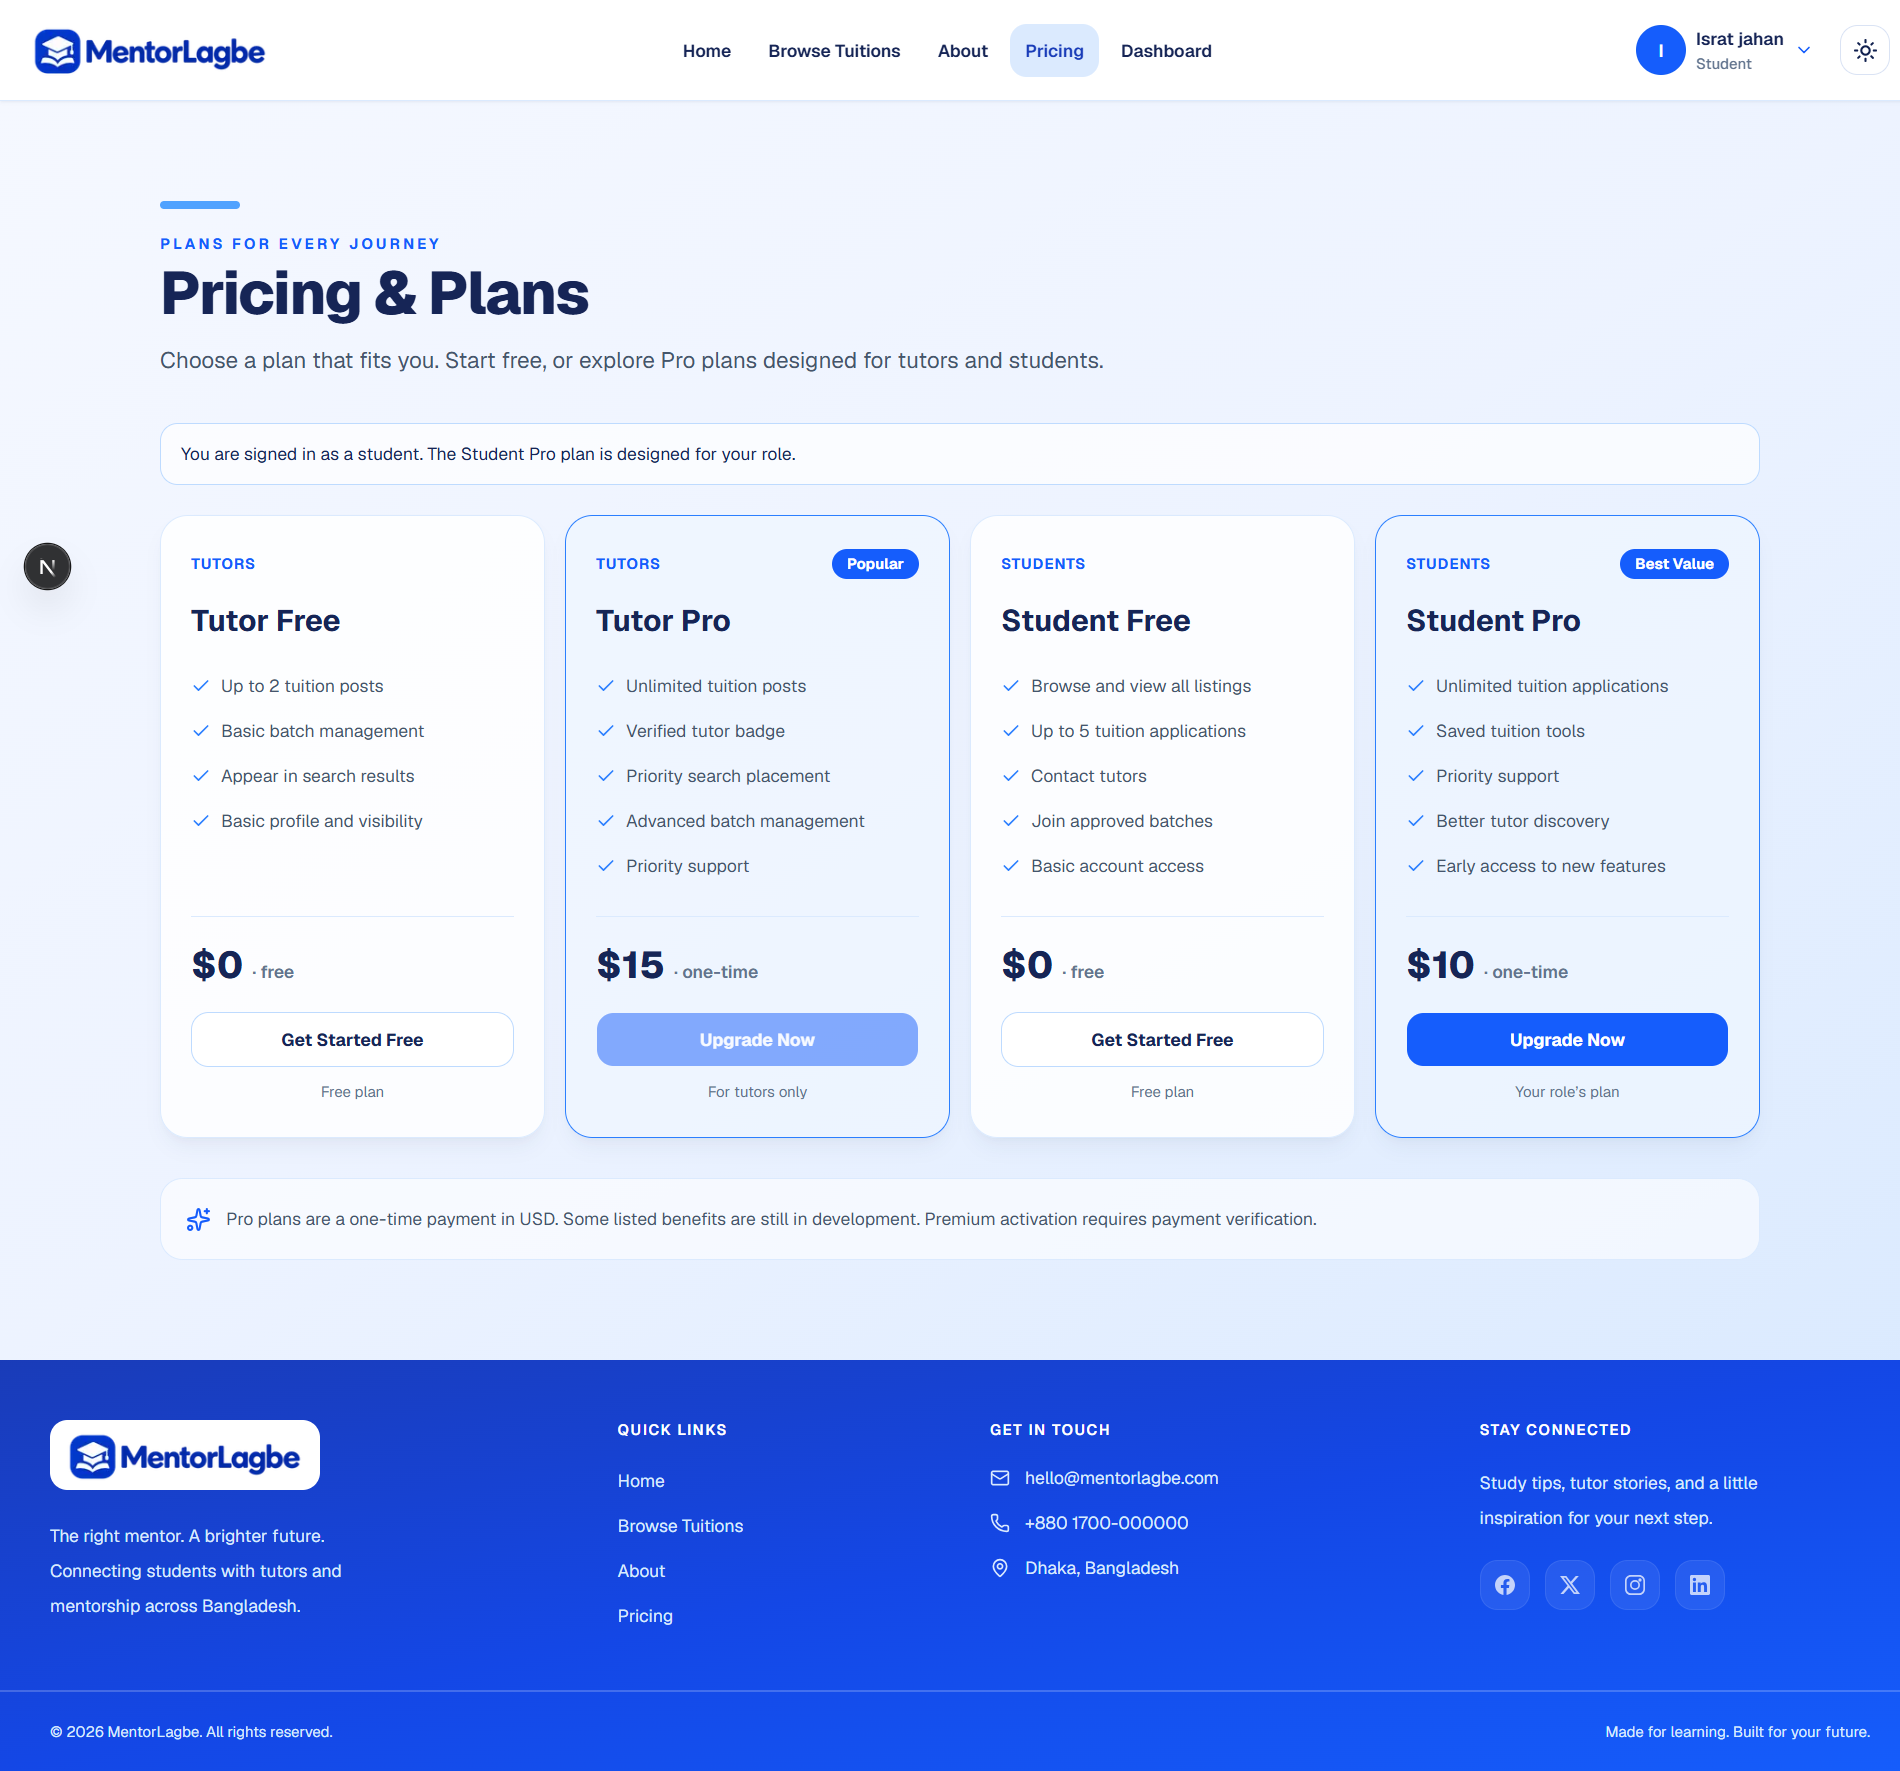 MentorLagbe
Home
Browse Tuitions
About
Pricing
Dashboard
I
Israt jahan
Student
PLANS FOR EVERY JOURNEY
Pricing & Plans
Choose a plan that fits you. Start free, or explore Pro plans designed for tutors and students.
You are signed in as a student. The Student Pro plan is designed for your role.
N
TUTORS
Tutor Free
Up to 2 tuition posts
Basic batch management
Appear in search results
Basic profile and visibility
$0 · free
Get Started Free
Free plan
TUTORS
Popular
Tutor Pro
Unlimited tuition posts
Verified tutor badge
Priority search placement
Advanced batch management
Priority support
$15 · one-time
Upgrade Now
For tutors only
STUDENTS
Student Free
Browse and view all listings
Up to 5 tuition applications
Contact tutors
Join approved batches
Basic account access
$0 · free
Get Started Free
Free plan
STUDENTS
Best Value
Student Pro
Unlimited tuition applications
Saved tuition tools
Priority support
Better tutor discovery
Early access to new features
$10 · one-time
Upgrade Now
Your role's plan
Pro plans are a one-time payment in USD. Some listed benefits are still in development. Premium activation requires payment verification.
MentorLagbe
The right mentor. A brighter future.
Connecting students with tutors and
mentorship across Bangladesh.
QUICK LINKS
Home
Browse Tuitions
About
Pricing
GET IN TOUCH
hello@mentorlagbe.com
+880 1700-000000
Dhaka, Bangladesh
STAY CONNECTED
Study tips, tutor stories, and a little
inspiration for your next step.
© 2026 MentorLagbe. All rights reserved.
Made for learning. Built for your future.